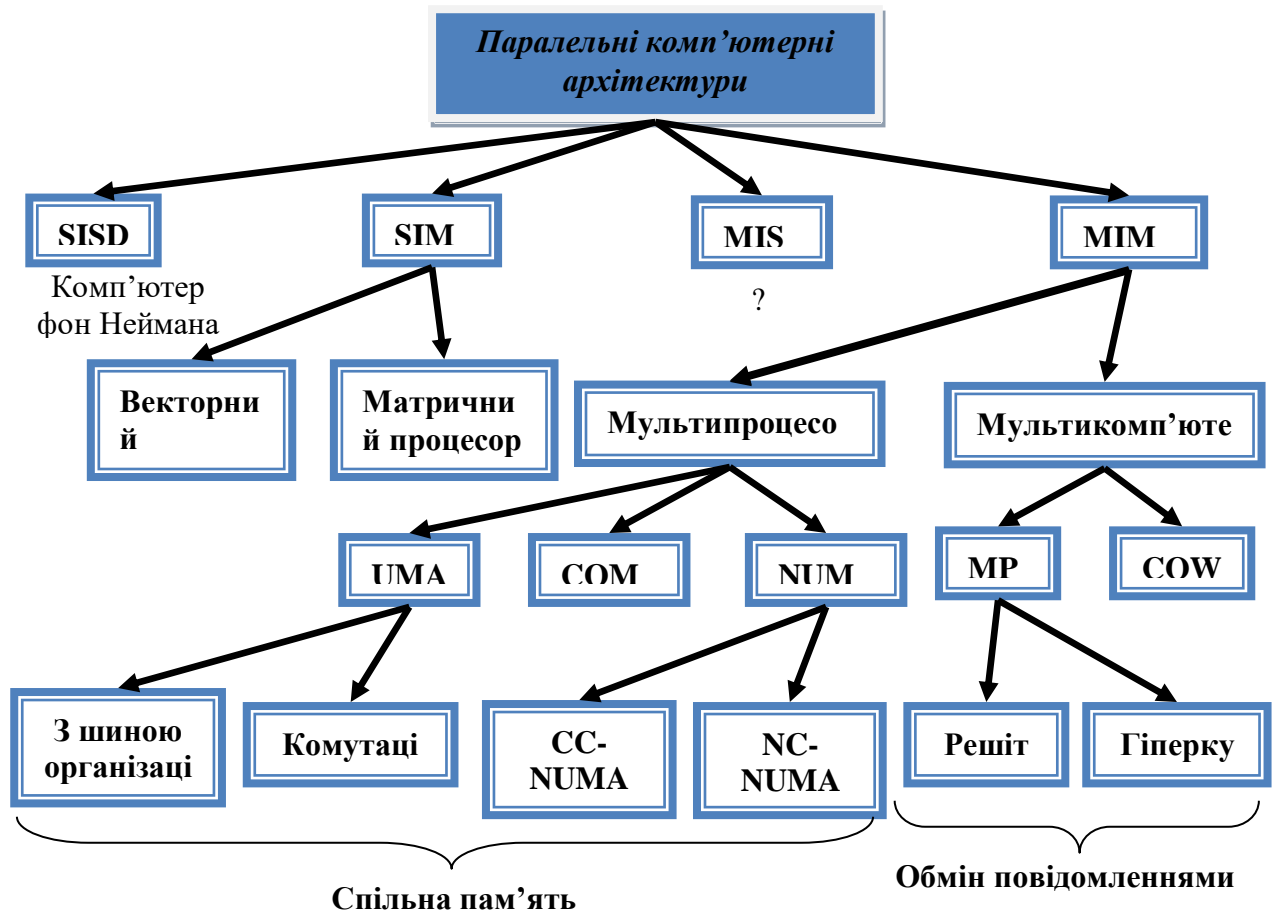 Паралельні комп’ютерні
архітектури
SISD
SIM
MIS
MIM
Комп’ютер
фон Неймана
?
Векторни
й
Матрични
й процесор
Мультипроцесо
Мультикомп’юте
UMA
COM
NUM
MP
COW
З шиною
організаці
Комутаці
CC-
NUMA
NC-
NUMA
Решіт
Гіперку
Спільна пам’ять
Обмін повідомленнями